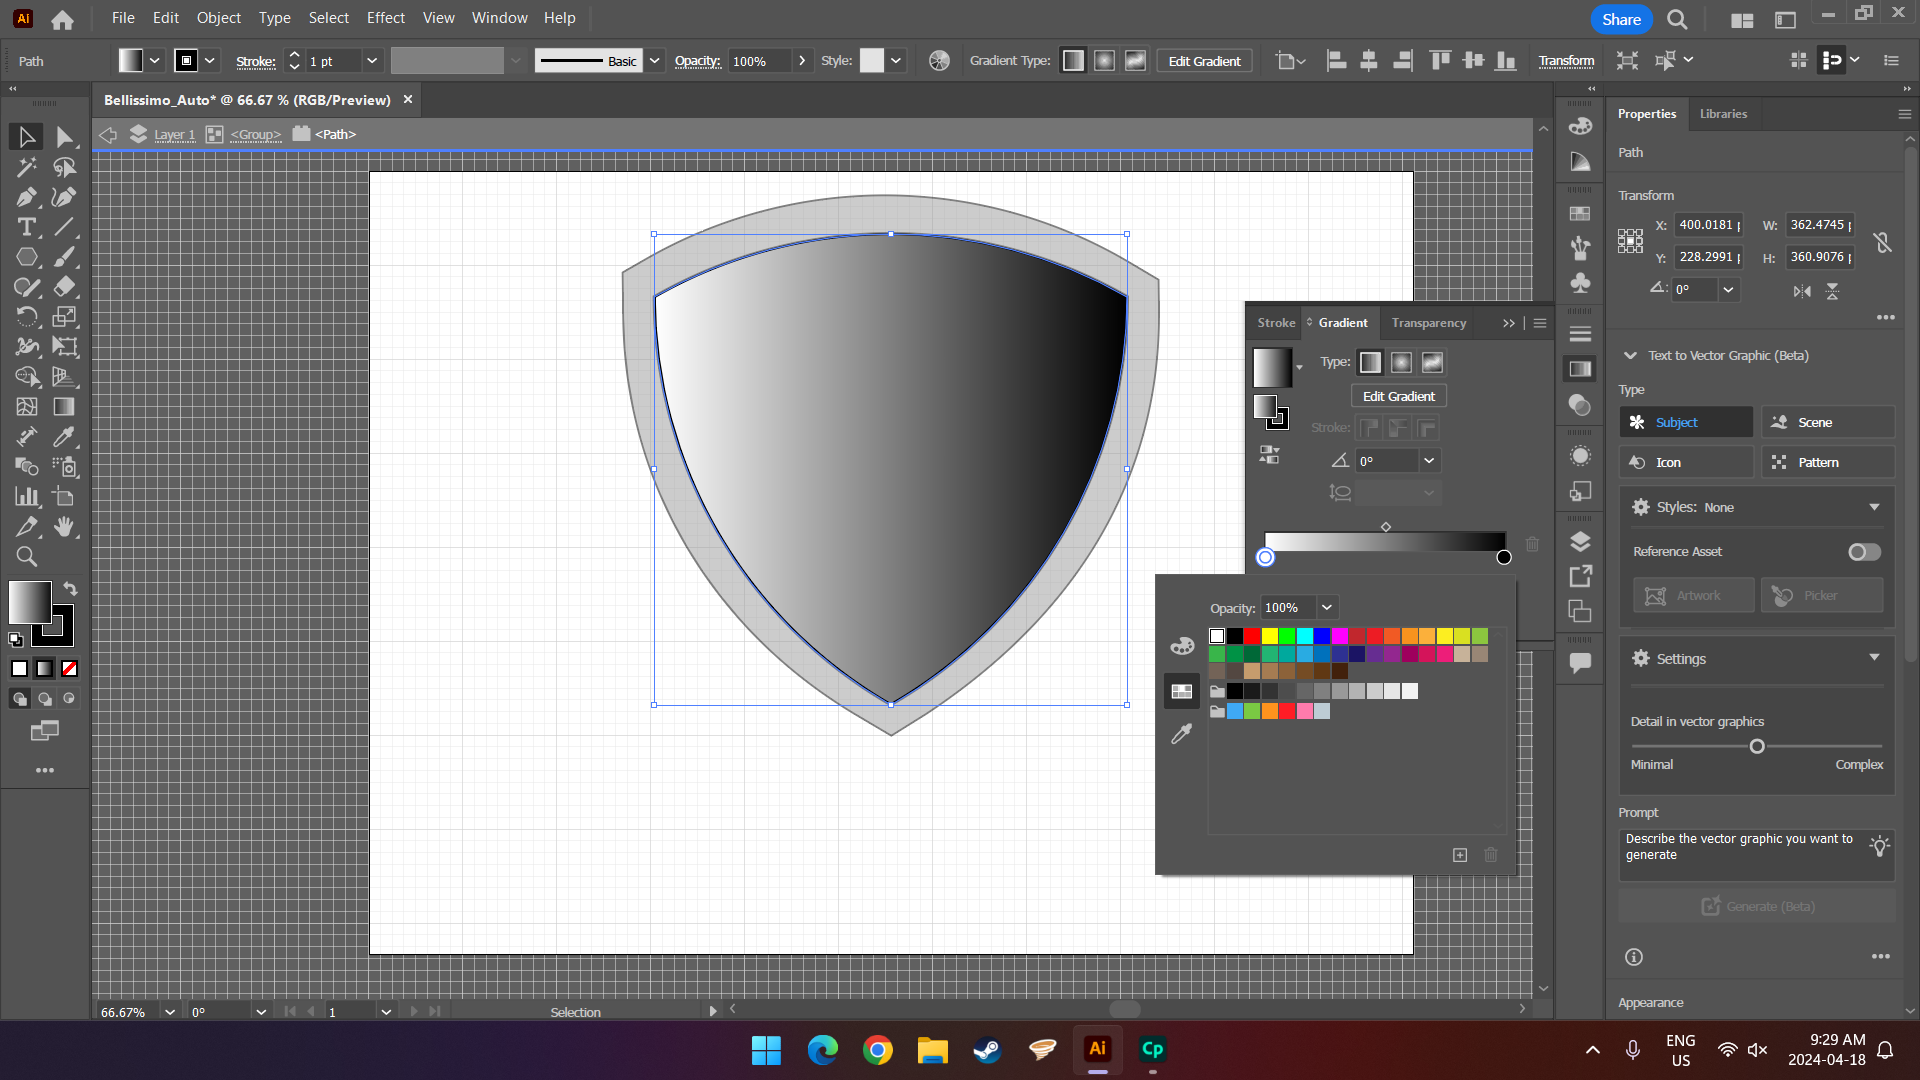 Ai File Edit Object Type Select Effect View Window Help Share
Path Stroke: 1 pt Basic Opacity: 100% Style: Gradient Type: Edit Gradient Transform
Bellissimo_Auto* @ 66.67 % (RGB/Preview) ×
Layer 1 <Group> <Path>
Stroke Gradient Transparency
Type:
Edit Gradient
Stroke:
0°
Opacity: 100%
Properties Libraries
Path
Transform
X: 400.0181 p W: 362.4745 p
Y: 228.2991 p H: 360.9076 p
0°
Text to Vector Graphic (Beta)
Type
Subject Scene
Icon Pattern
Styles: None
Reference Asset
Artwork Picker
Settings
Detail in vector graphics
Minimal Complex
Prompt
Describe the vector graphic you want to
generate
Generate (Beta)
Appearance
66.67% 0° 1 Selection
Ai Cp
ENG
US
9:29 AM
2024-04-18